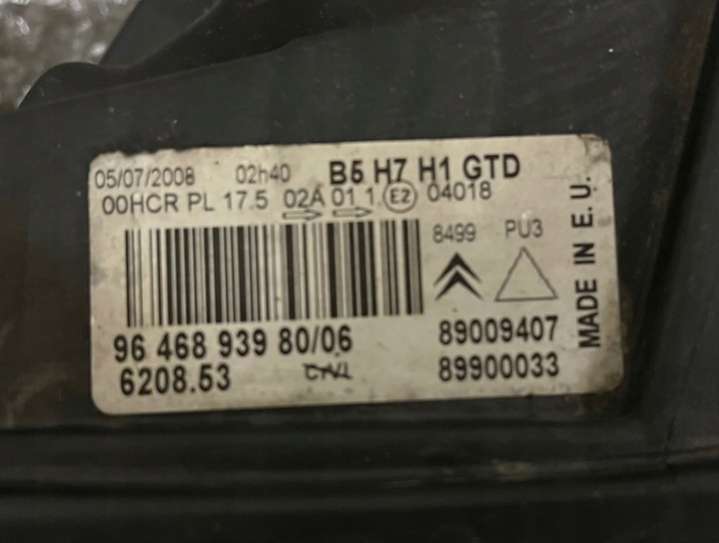 05/07/2008 02h40 B5 H7 H1 GTD
00HCR PL 17.5 02A 01 1 E2 04018
8499 PU3
96 468 939 80/06 89009407
6208.53 89900033
MADE IN E.U.